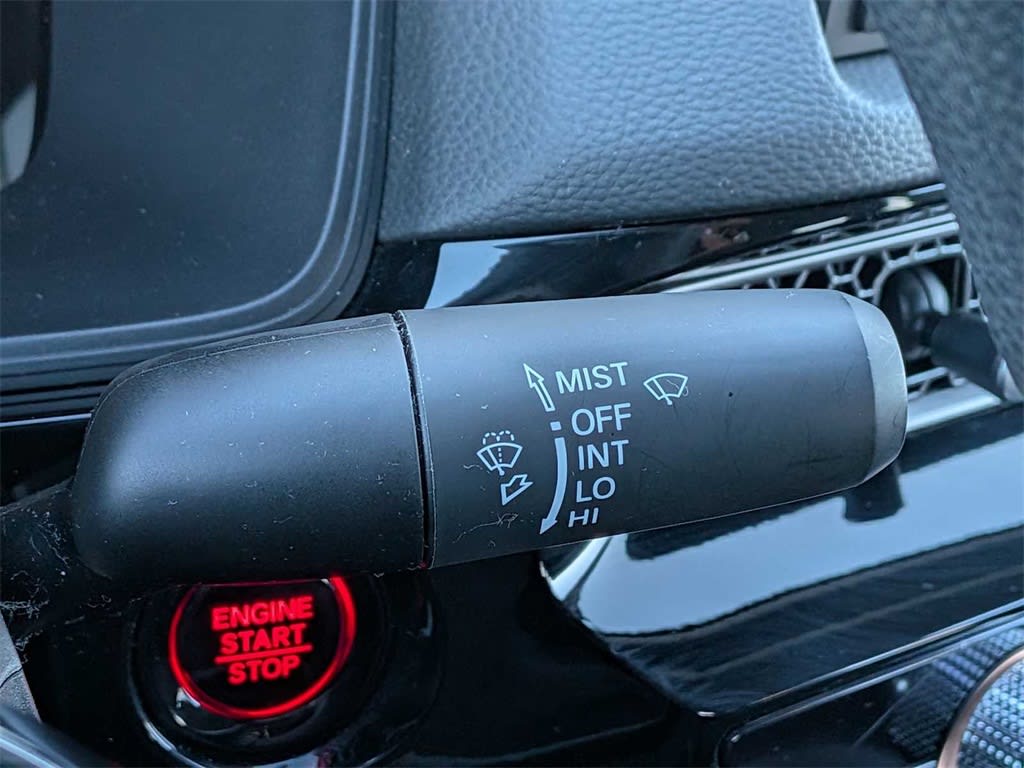 MIST
OFF
INT
LO
HI
ENGINE
START
STOP